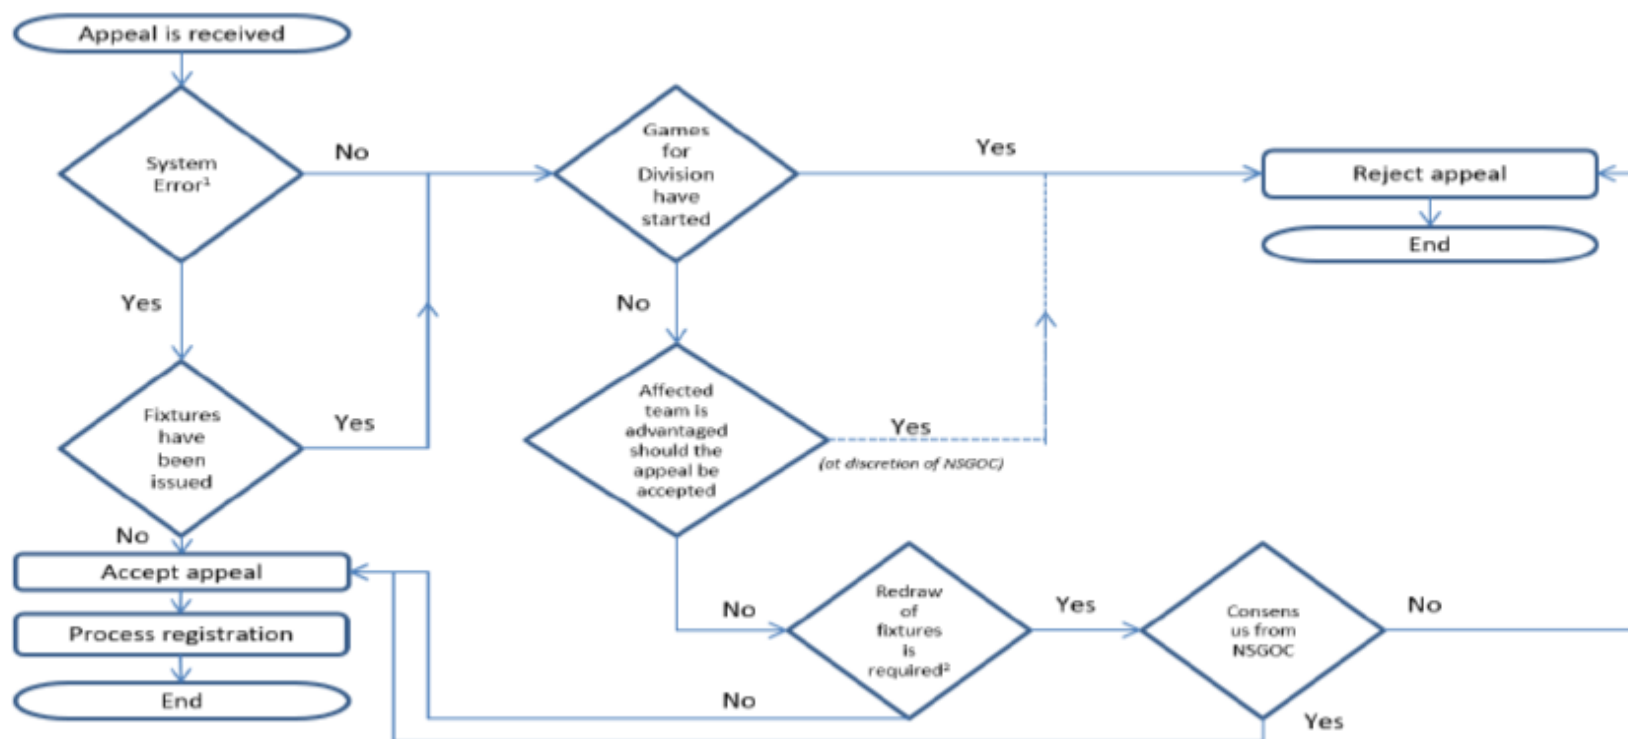 Appeal is received
System
Error¹
No
Yes
Fixtures
have
been
issued
Yes
No
Accept appeal
Process registration
End
Games
for
Division
have
started
Yes
No
Affected
team is
advantaged
should the
appeal be
accepted
Yes
(at discretion of NSGOC)
No
Redraw
of
fixtures
is
required²
No
Yes
Consens
us from
NSGOC
No
Yes
Reject appeal
End